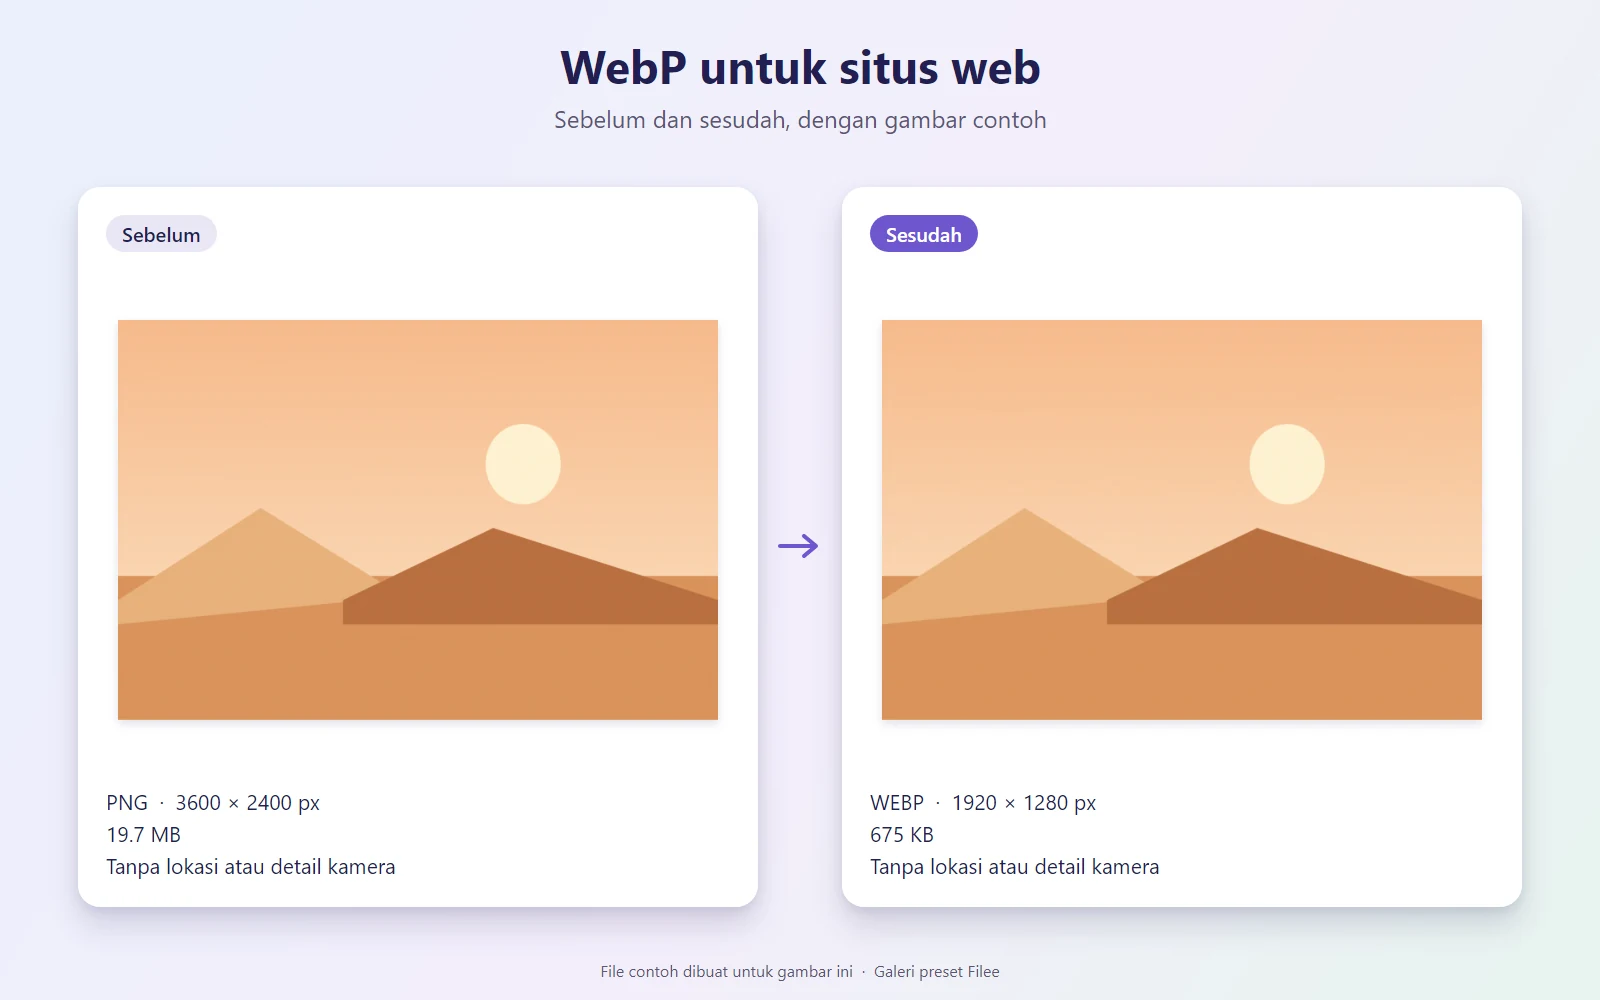 WebP untuk situs web
Sebelum dan sesudah, dengan gambar contoh
Sebelum
PNG · 3600 × 2400 px
19.7 MB
Tanpa lokasi atau detail kamera
Sesudah
WEBP · 1920 × 1280 px
675 KB
Tanpa lokasi atau detail kamera
File contoh dibuat untuk gambar ini · Galeri preset Filee